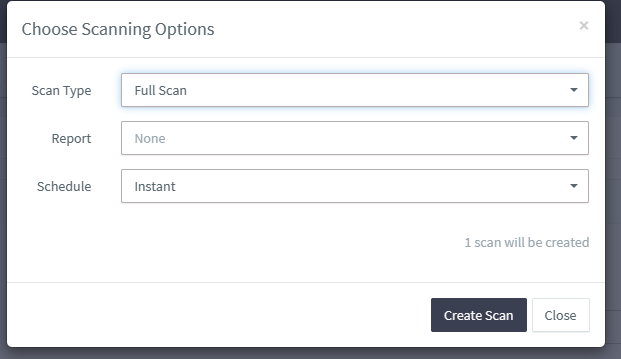 Choose Scanning Options ×
Scan Type Full Scan
Report None
Schedule Instant
1 scan will be created
Create Scan Close